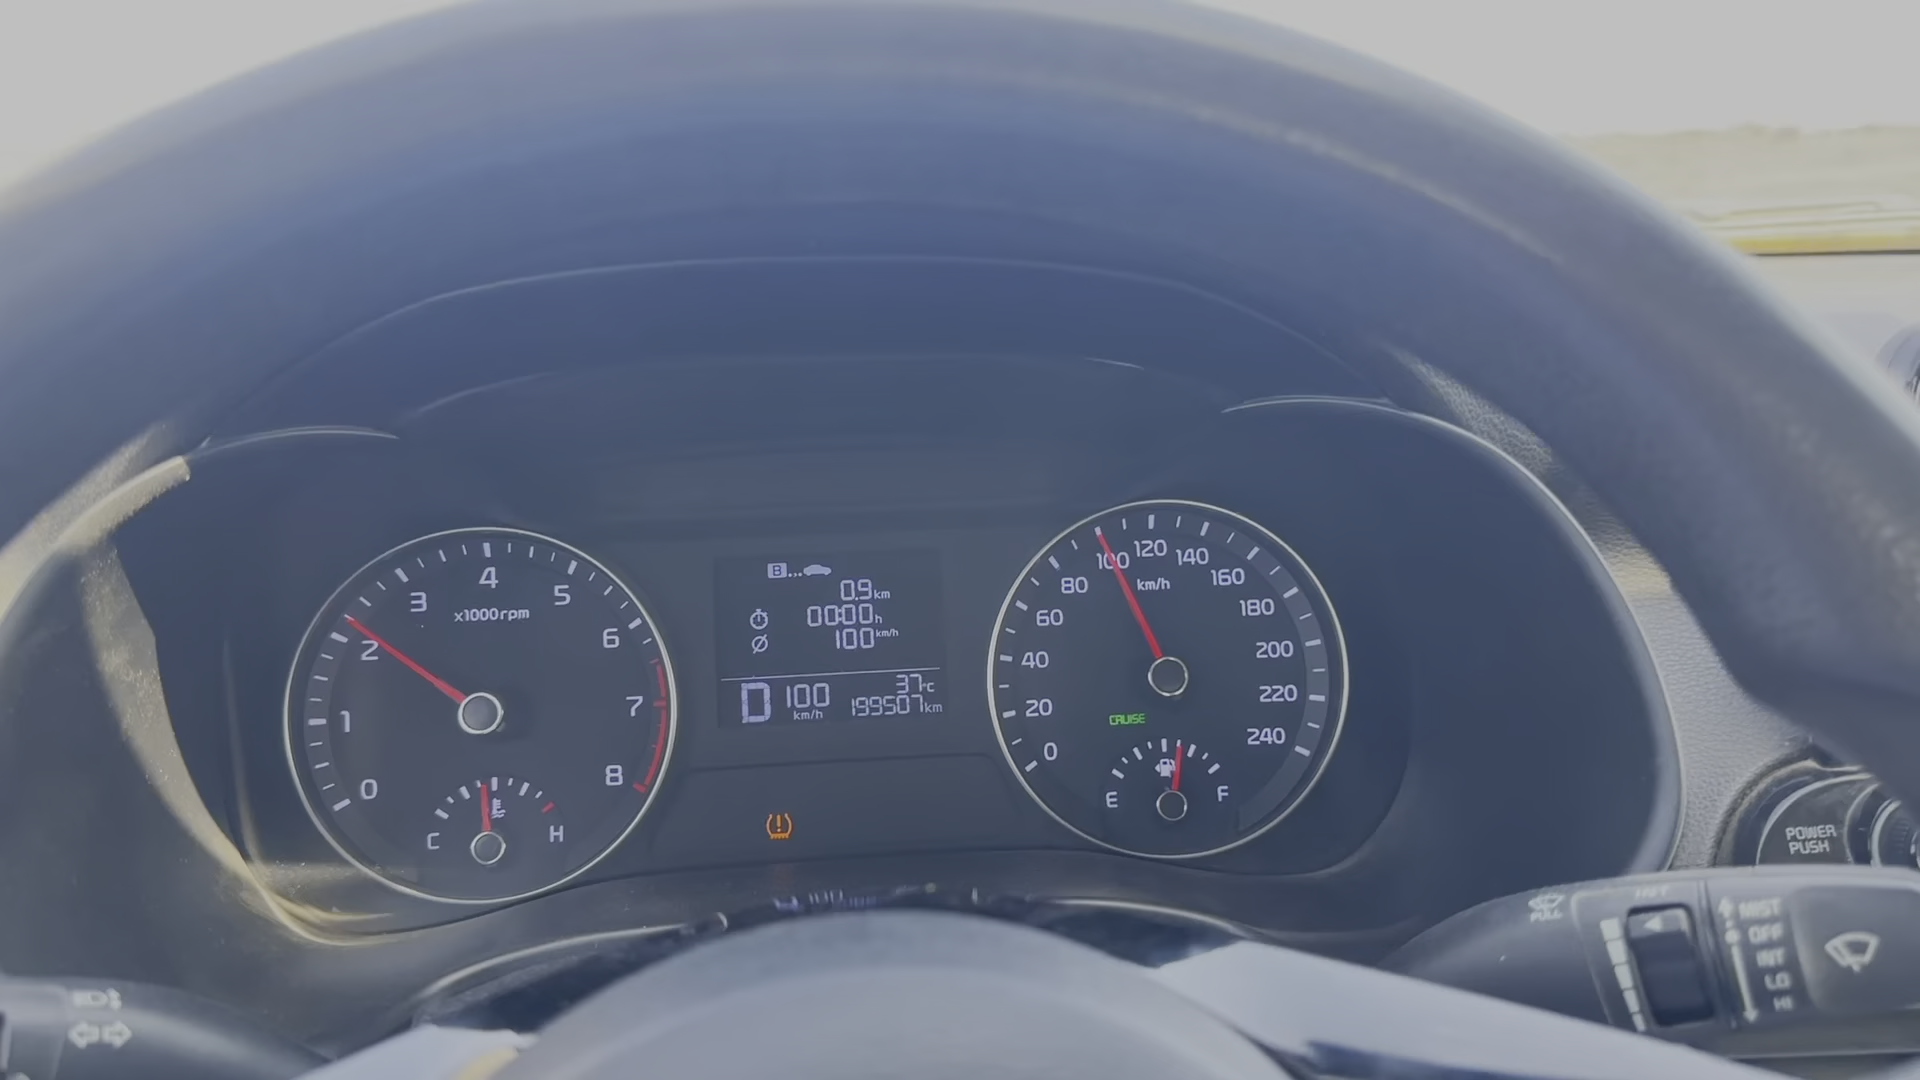 4
3
5
x1000rpm
2
6
1
7
0
8
C
H
B...
0.9km
00:00h
100km/h
37°C
D 100
km/h
199507km
120
100
140
80
km/h
160
60
180
40
200
20
220
0
240
CRUISE
E
F
POWER
PUSH
PULL
INT
MIST
OFF
INT
LO
HI